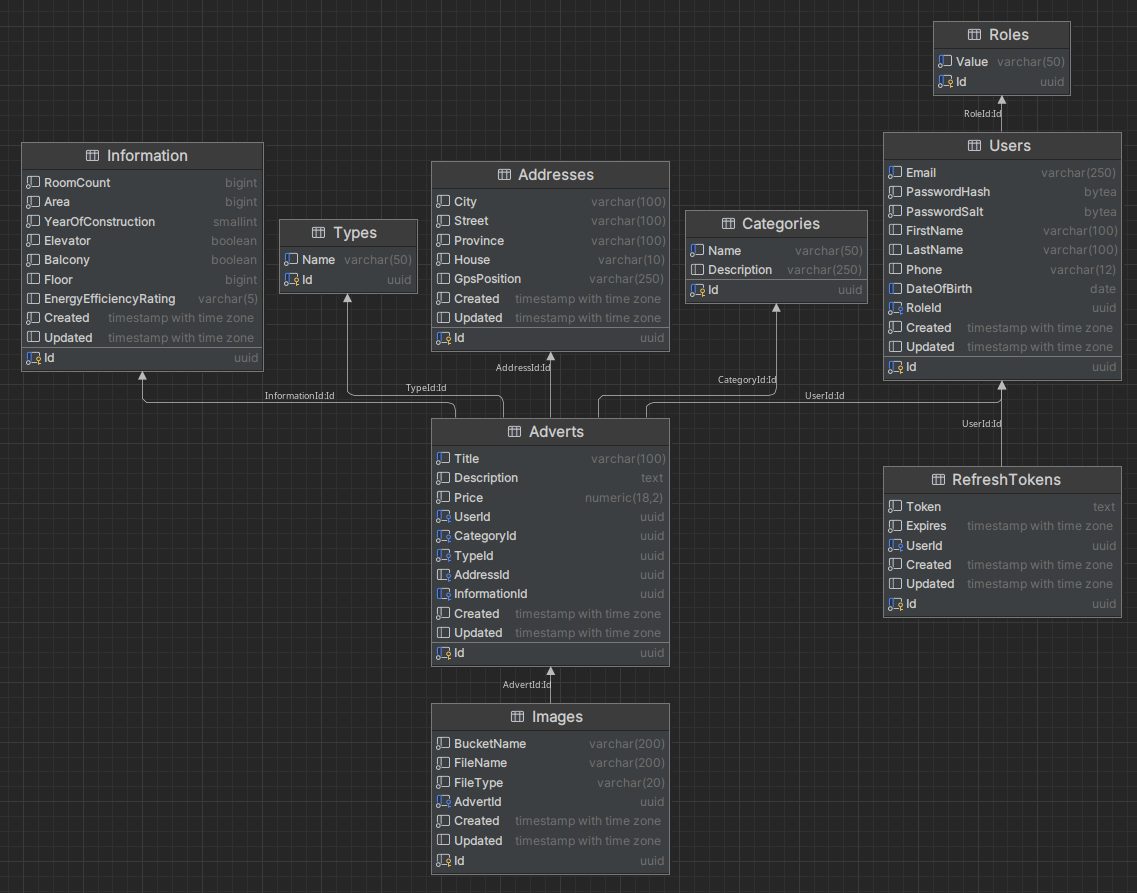 Roles
Value varchar(50)
Id uuid
RoleId:Id
Information
RoomCount bigint
Area bigint
YearOfConstruction smallint
Elevator boolean
Balcony boolean
Floor bigint
EnergyEfficiencyRating varchar(5)
Created timestamp with time zone
Updated timestamp with time zone
Id uuid
Types
Name varchar(50)
Id uuid
Addresses
City varchar(100)
Street varchar(100)
Province varchar(100)
House varchar(10)
GpsPosition varchar(250)
Created timestamp with time zone
Updated timestamp with time zone
Id uuid
Categories
Name varchar(50)
Description varchar(250)
Id uuid
Users
Email varchar(250)
PasswordHash bytea
PasswordSalt bytea
FirstName varchar(100)
LastName varchar(100)
Phone varchar(12)
DateOfBirth date
RoleId uuid
Created timestamp with time zone
Updated timestamp with time zone
Id uuid
InformationId:Id
TypeId:Id
AddressId:Id
CategoryId:Id
UserId:Id
UserId:Id
Adverts
Title varchar(100)
Description text
Price numeric(18,2)
UserId uuid
CategoryId uuid
TypeId uuid
AddressId uuid
InformationId uuid
Created timestamp with time zone
Updated timestamp with time zone
Id uuid
RefreshTokens
Token text
Expires timestamp with time zone
UserId uuid
Created timestamp with time zone
Updated timestamp with time zone
Id uuid
AdvertId:Id
Images
BucketName varchar(200)
FileName varchar(200)
FileType varchar(20)
AdvertId uuid
Created timestamp with time zone
Updated timestamp with time zone
Id uuid